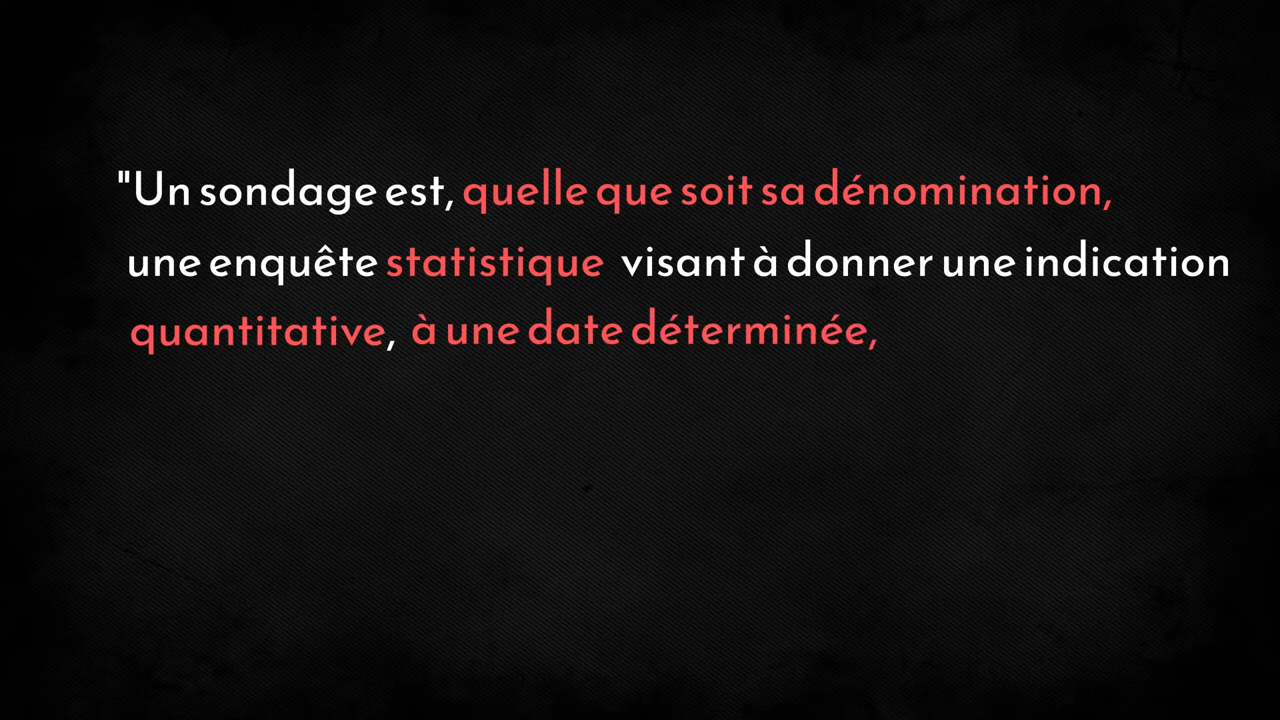 "Un sondage est, quelle que soit sa dénomination,
une enquête statistique visant à donner une indication
quantitative, à une date déterminée,